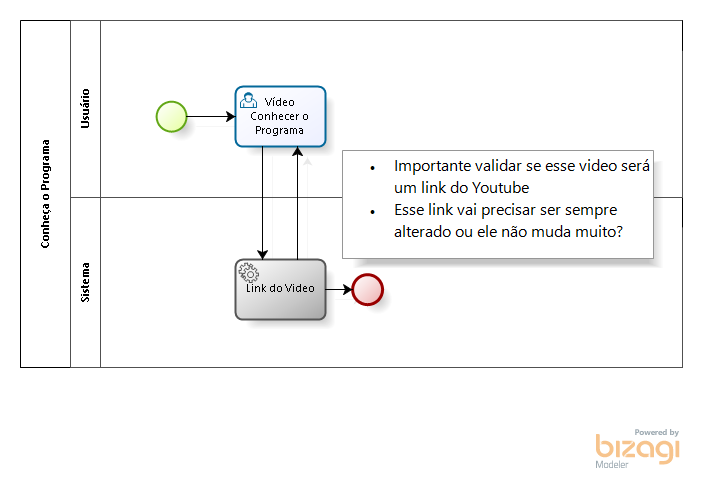 Conheça o Programa
Usuário
Vídeo
Conhecer o
Programa
• Importante validar se esse video será
um link do Youtube
• Esse link vai precisar ser sempre
alterado ou ele não muda muito?
Sistema
Link do Video
Powered by
bizagi
Modeler